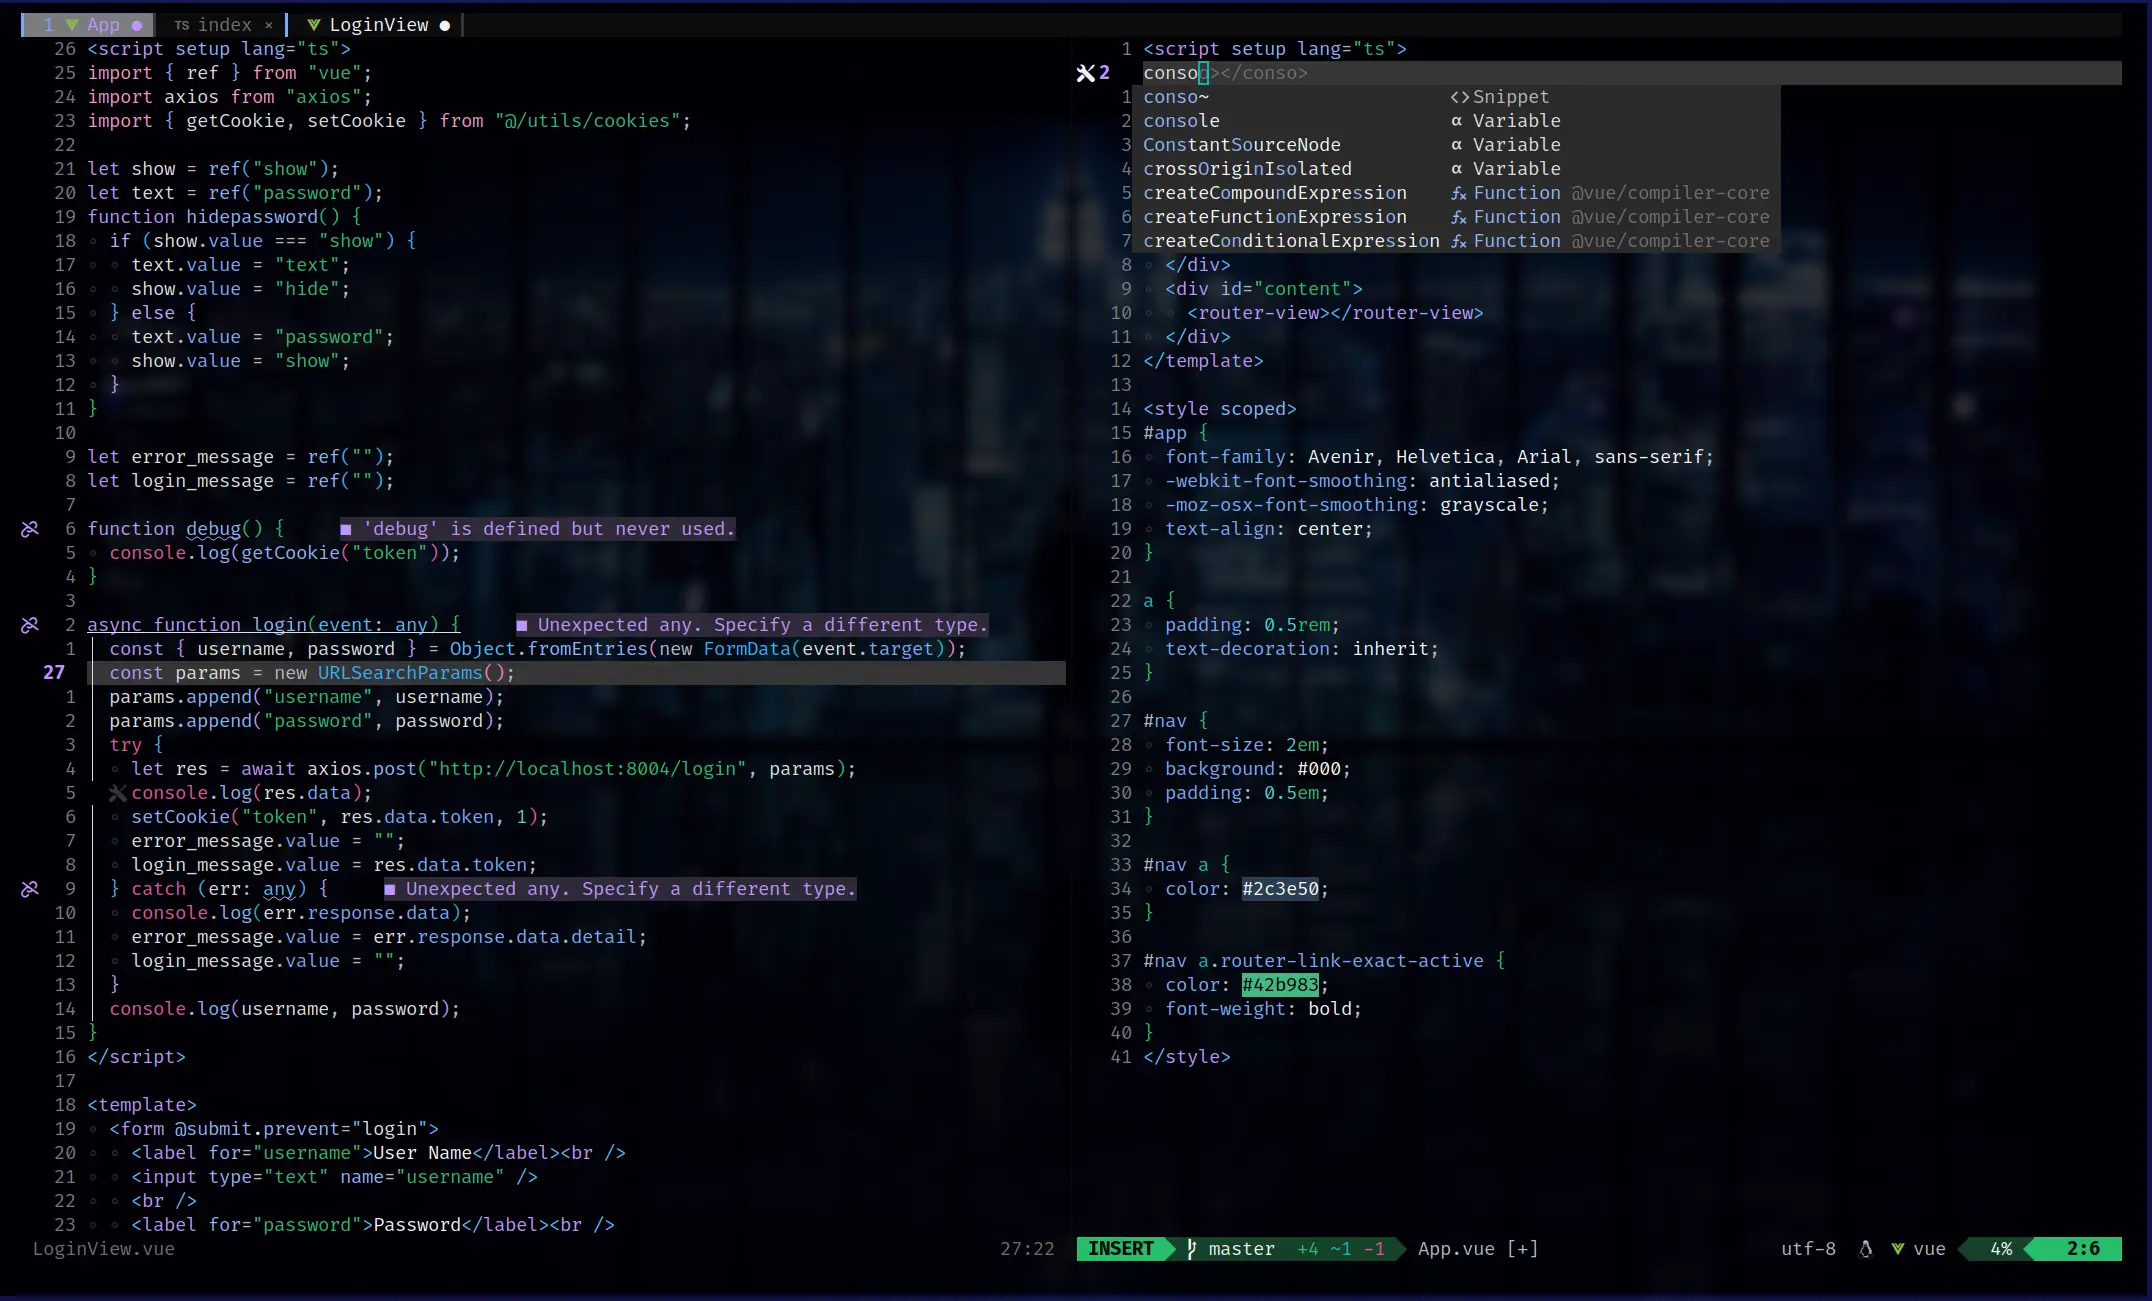 1 App ●
TS index ×
LoginView ●
26 <script setup lang="ts">
25 import { ref } from "vue";
24 import axios from "axios";
23 import { getCookie, setCookie } from "@/utils/cookies";
22
21 let show = ref("show");
20 let text = ref("password");
19 function hidepassword() {
18 if (show.value === "show") {
17 text.value = "text";
16 show.value = "hide";
15 } else {
14 text.value = "password";
13 show.value = "show";
12 }
11 }
10
9 let error_message = ref("");
8 let login_message = ref("");
7
6 function debug() { ■ 'debug' is defined but never used.
5 console.log(getCookie("token"));
4 }
3
2 async function login(event: any) { ■ Unexpected any. Specify a different type.
1 const { username, password } = Object.fromEntries(new FormData(event.target));
27 const params = new URLSearchParams();
1 params.append("username", username);
2 params.append("password", password);
3 try {
4 let res = await axios.post("http://localhost:8004/login", params);
5 console.log(res.data);
6 setCookie("token", res.data.token, 1);
7 error_message.value = "";
8 login_message.value = res.data.token;
9 } catch (err: any) { ■ Unexpected any. Specify a different type.
10 console.log(err.response.data);
11 error_message.value = err.response.data.detail;
12 login_message.value = "";
13 }
14 console.log(username, password);
15 }
16 </script>
17
18 <template>
19 <form @submit.prevent="login">
20 <label for="username">User Name</label><br />
21 <input type="text" name="username" />
22 <br />
23 <label for="password">Password</label><br />
LoginView.vue 27:22
1 <script setup lang="ts">
2 consoo></conso>
1 conso~ <>Snippet
2 console α Variable
3 ConstantSourceNode α Variable
4 crossOriginIsolated α Variable
5 createCompoundExpression fx Function @vue/compiler-core
6 createFunctionExpression fx Function @vue/compiler-core
7 createConditionalExpression fx Function @vue/compiler-core
8 </div>
9 <div id="content">
10 <router-view></router-view>
11 </div>
12 </template>
13
14 <style scoped>
15 #app {
16 font-family: Avenir, Helvetica, Arial, sans-serif;
17 -webkit-font-smoothing: antialiased;
18 -moz-osx-font-smoothing: grayscale;
19 text-align: center;
20 }
21
22 a {
23 padding: 0.5rem;
24 text-decoration: inherit;
25 }
26
27 #nav {
28 font-size: 2em;
29 background: #000;
30 padding: 0.5em;
31 }
32
33 #nav a {
34 color: #2c3e50;
35 }
36
37 #nav a.router-link-exact-active {
38 color: #42b983;
39 font-weight: bold;
40 }
41 </style>
INSERT master +4 ~1 -1 App.vue [+] utf-8 vue 4% 2:6